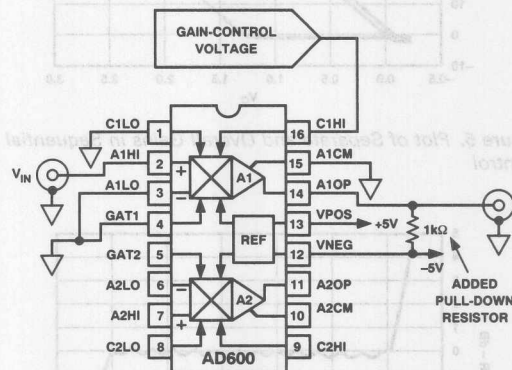 GAIN-CONTROL
VOLTAGE
C1LO
1
16
C1HI
A1HI
2
15
A1CM
VIN
A1LO
3
14
A1OP
GAT1
4
13
VPOS
+5V
GAT2
5
12
VNEG
–5V
A2LO
6
11
A2OP
A2HI
7
10
A2CM
C2LO
8
9
C2HI
+
A1
–
REF
–
A2
+
AD600
1kΩ
ADDED
PULL-DOWN
RESISTOR